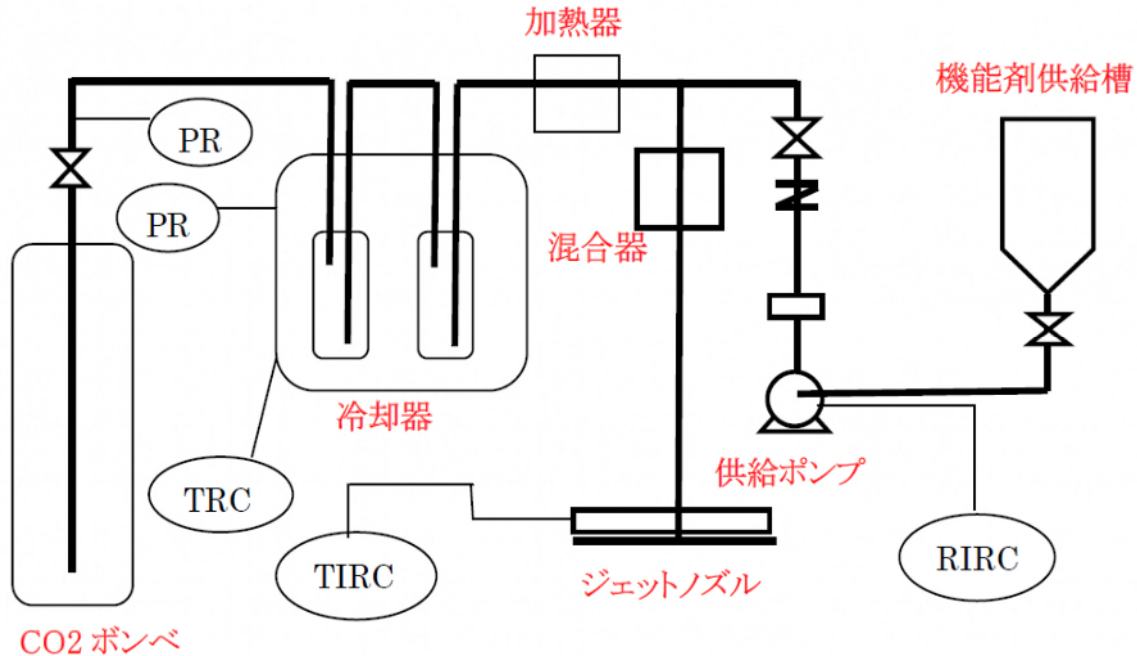 加熱器
機能剤供給槽
PR
PR
混合器
冷却器
供給ポンプ
TRC
TIRC
ジェットノズル
RIRC
CO2 ボンベ